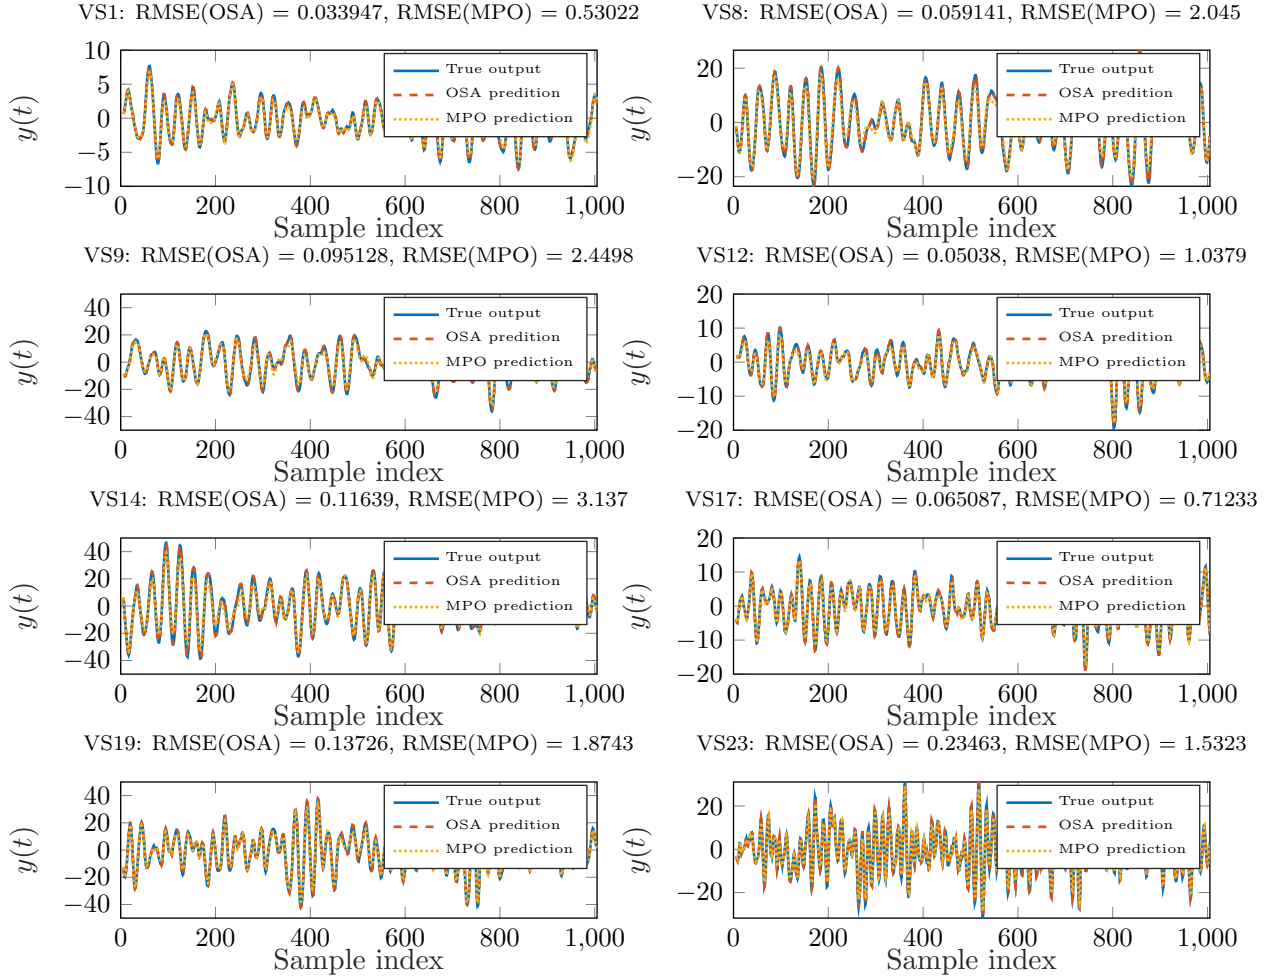 VS1: RMSE(OSA) = 0.033947, RMSE(MPO) = 0.53022
10
5
0
−5
−10
y(t)
True output
OSA predition
MPO prediction
0 200 400 600 800 1,000
Sample index
VS8: RMSE(OSA) = 0.059141, RMSE(MPO) = 2.045
20
0
−20
y(t)
True output
OSA predition
MPO prediction
0 200 400 600 800 1,000
Sample index
VS9: RMSE(OSA) = 0.095128, RMSE(MPO) = 2.4498
40
20
0
−20
−40
y(t)
True output
OSA predition
MPO prediction
0 200 400 600 800 1,000
Sample index
VS12: RMSE(OSA) = 0.05038, RMSE(MPO) = 1.0379
20
10
0
−10
−20
y(t)
True output
OSA predition
MPO prediction
0 200 400 600 800 1,000
Sample index
VS14: RMSE(OSA) = 0.11639, RMSE(MPO) = 3.137
40
20
0
−20
−40
y(t)
True output
OSA predition
MPO prediction
0 200 400 600 800 1,000
Sample index
VS17: RMSE(OSA) = 0.065087, RMSE(MPO) = 0.71233
20
10
0
−10
−20
y(t)
True output
OSA predition
MPO prediction
0 200 400 600 800 1,000
Sample index
VS19: RMSE(OSA) = 0.13726, RMSE(MPO) = 1.8743
40
20
0
−20
−40
y(t)
True output
OSA predition
MPO prediction
0 200 400 600 800 1,000
Sample index
VS23: RMSE(OSA) = 0.23463, RMSE(MPO) = 1.5323
20
0
−20
y(t)
True output
OSA predition
MPO prediction
0 200 400 600 800 1,000
Sample index